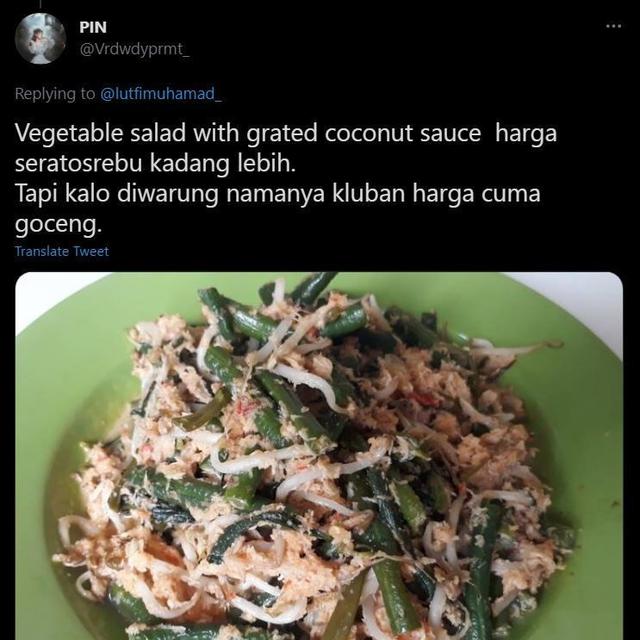 PIN
@Vrdwdyprmt_
Replying to @lutfimuhamad_
Vegetable salad with grated coconut sauce  harga
seratosrebu kadang lebih.
Tapi kalo diwarung namanya kluban harga cuma
goceng.
Translate Tweet